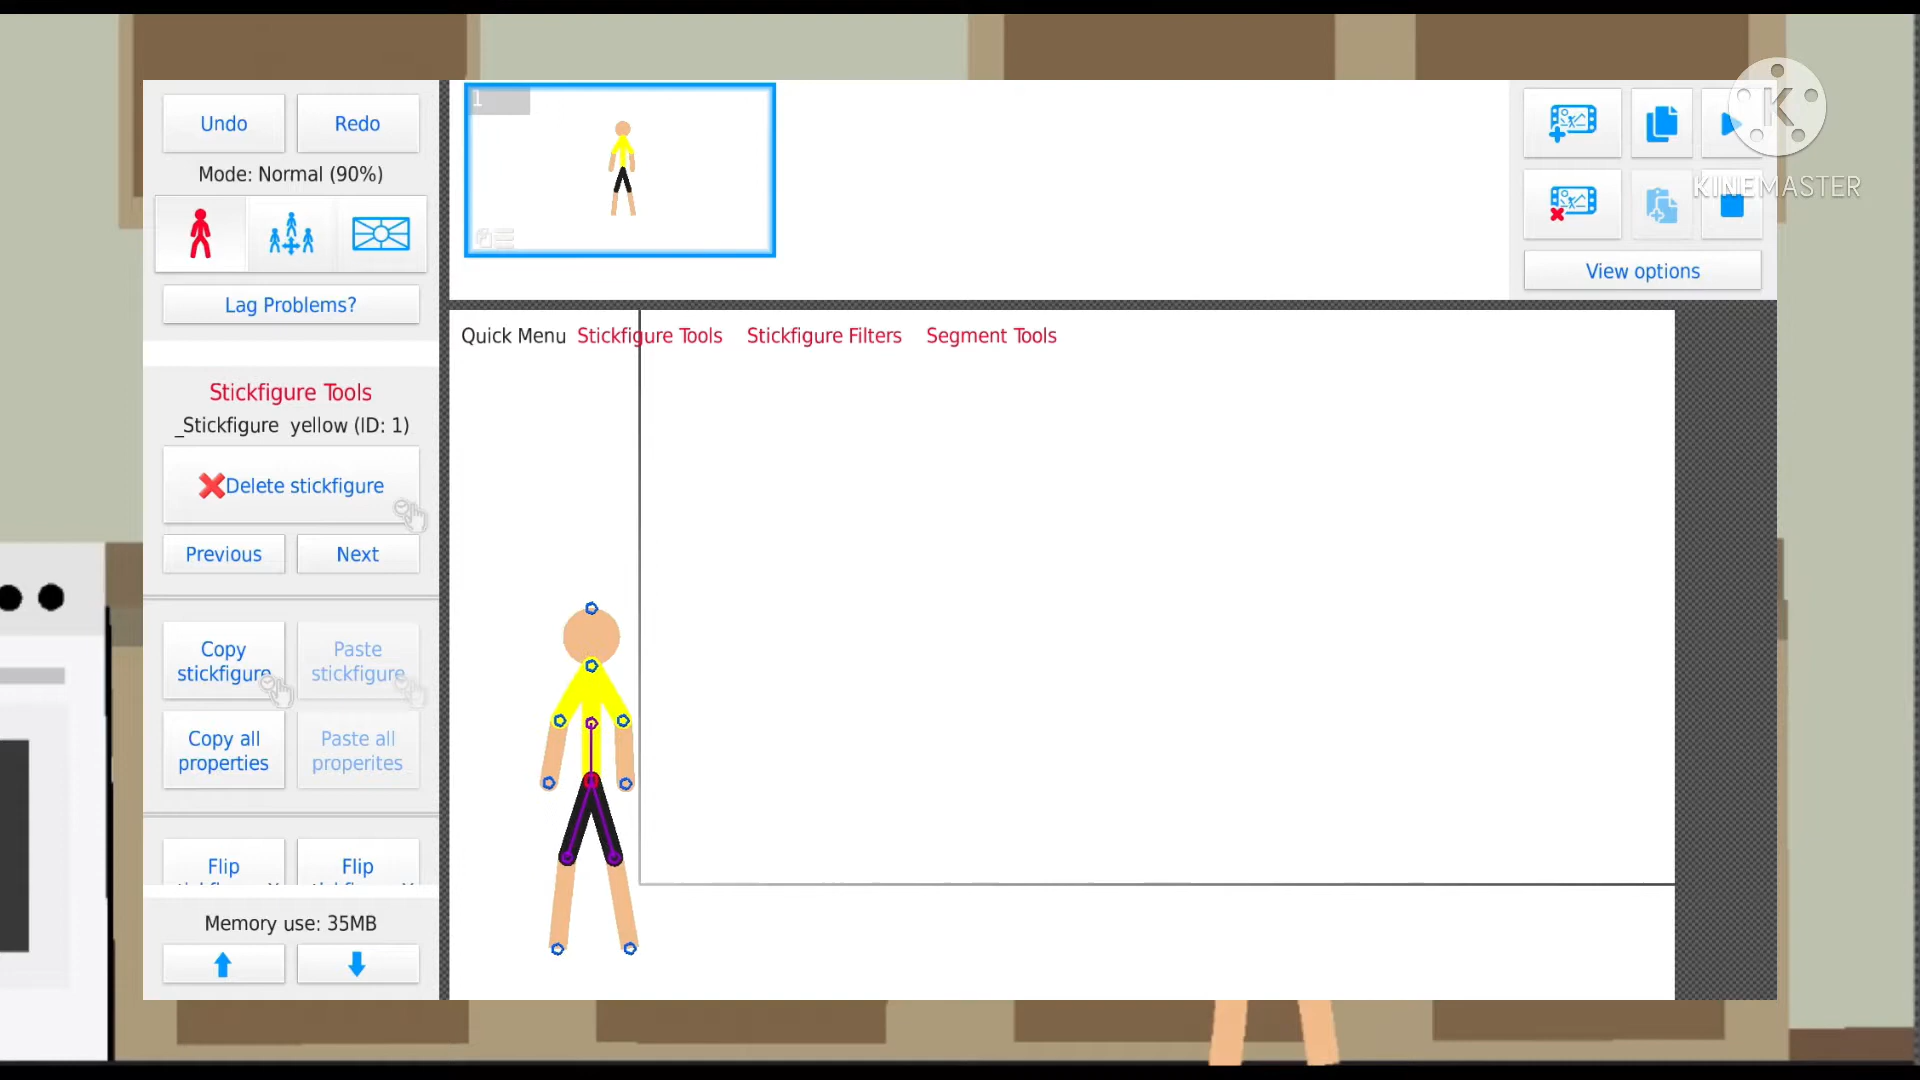 Undo
Redo
Mode: Normal (90%)
Lag Problems?
Stickfigure Tools
_Stickfigure yellow (ID: 1)
Delete stickfigure
Previous
Next
Copy
stickfigure
Paste
stickfigure
Copy all
properties
Paste all
properites
Flip
Flip
Memory use: 35MB
1
View options
K
KINEMASTER
Quick Menu Stickfigure Tools Stickfigure Filters Segment Tools